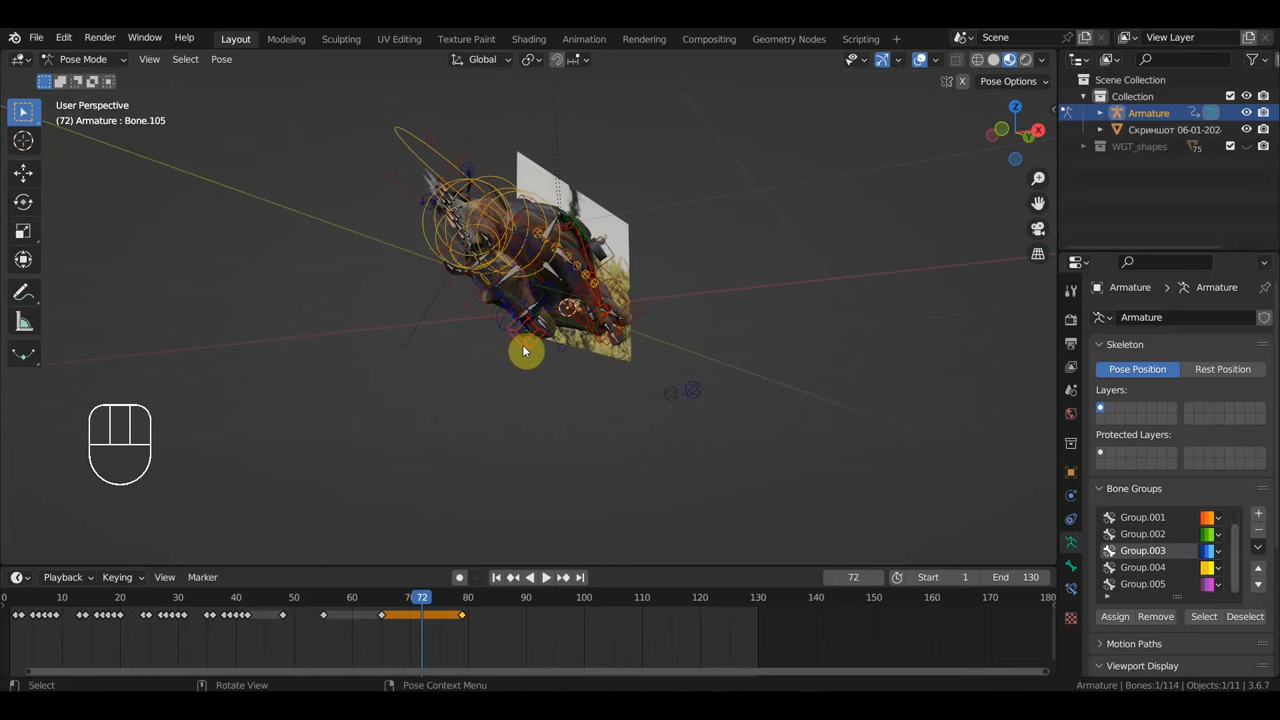 File Edit Render Window Help Layout Modeling Sculpting UV Editing Texture Paint Shading Animation Rendering Compositing Geometry Nodes Scripting + Scene View Layer
Pose Mode View Select Pose Global
X Pose Options
User Perspective
(72) Armature : Bone.105
Z
X
Y
Scene Collection
Collection
Armature
Скриншот 06-01-202
WGT_shapes 75
Armature > Armature
Armature
Skeleton
Pose Position Rest Position
Layers:
Protected Layers:
Bone Groups
Group.001
Group.002
Group.003
Group.004
Group.005
Assign Remove Select Deselect
Motion Paths
Viewport Display
Playback Keying View Marker 72 Start 1 End 130
0 10 20 30 40 50 60 72 80 90 100 110 120 130 140 150 160 170 180
Select Rotate View Pose Context Menu Armature | Bones:1/114 | Objects:1/11 | 3.6.7